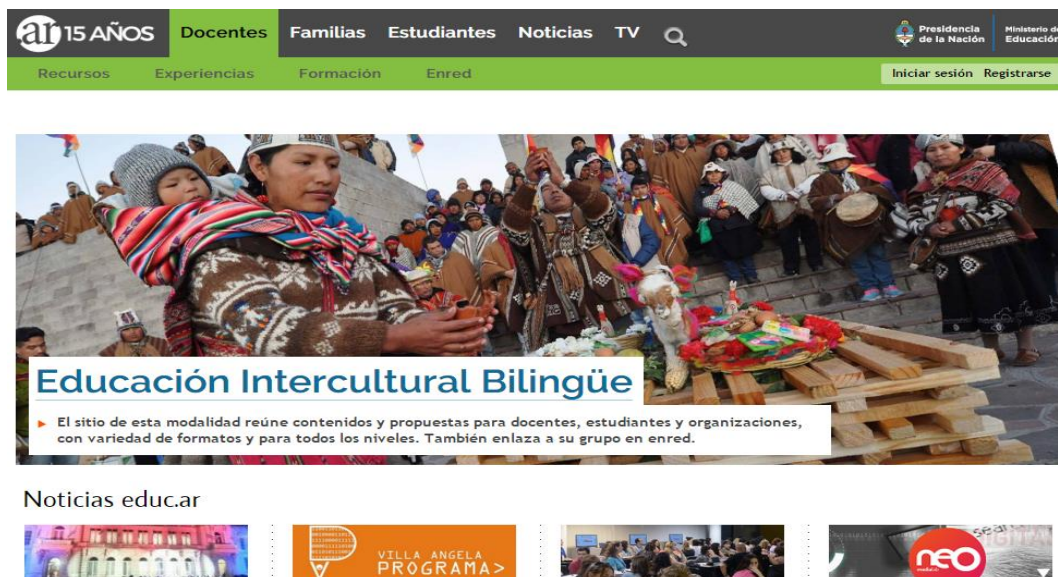 ar 15 AÑOS Docentes Familias Estudiantes Noticias TV
Presidencia
de la Nación
Ministerio de
Educación
Recursos Experiencias Formación Enred
Iniciar sesión Registrarse
Educación Intercultural Bilingüe
El sitio de esta modalidad reúne contenidos y propuestas para docentes, estudiantes y organizaciones,
con variedad de formatos y para todos los niveles. También enlaza a su grupo en enred.
Noticias educ.ar
VILLA ANGELA
PROGRAMA>
neo